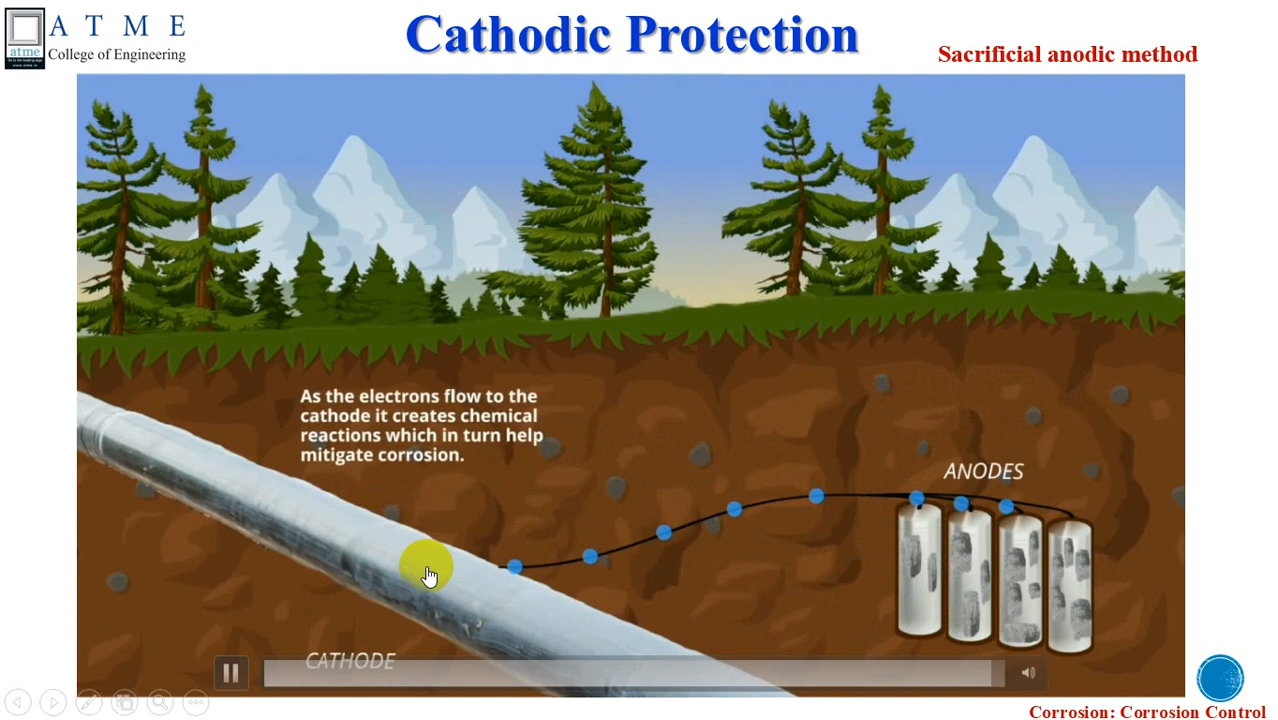 A T M E
College of Engineering
atme
Cathodic Protection
Sacrificial anodic method
As the electrons flow to the
cathode it creates chemical
reactions which in turn help
mitigate corrosion.
ANODES
CATHODE
Corrosion: Corrosion Control